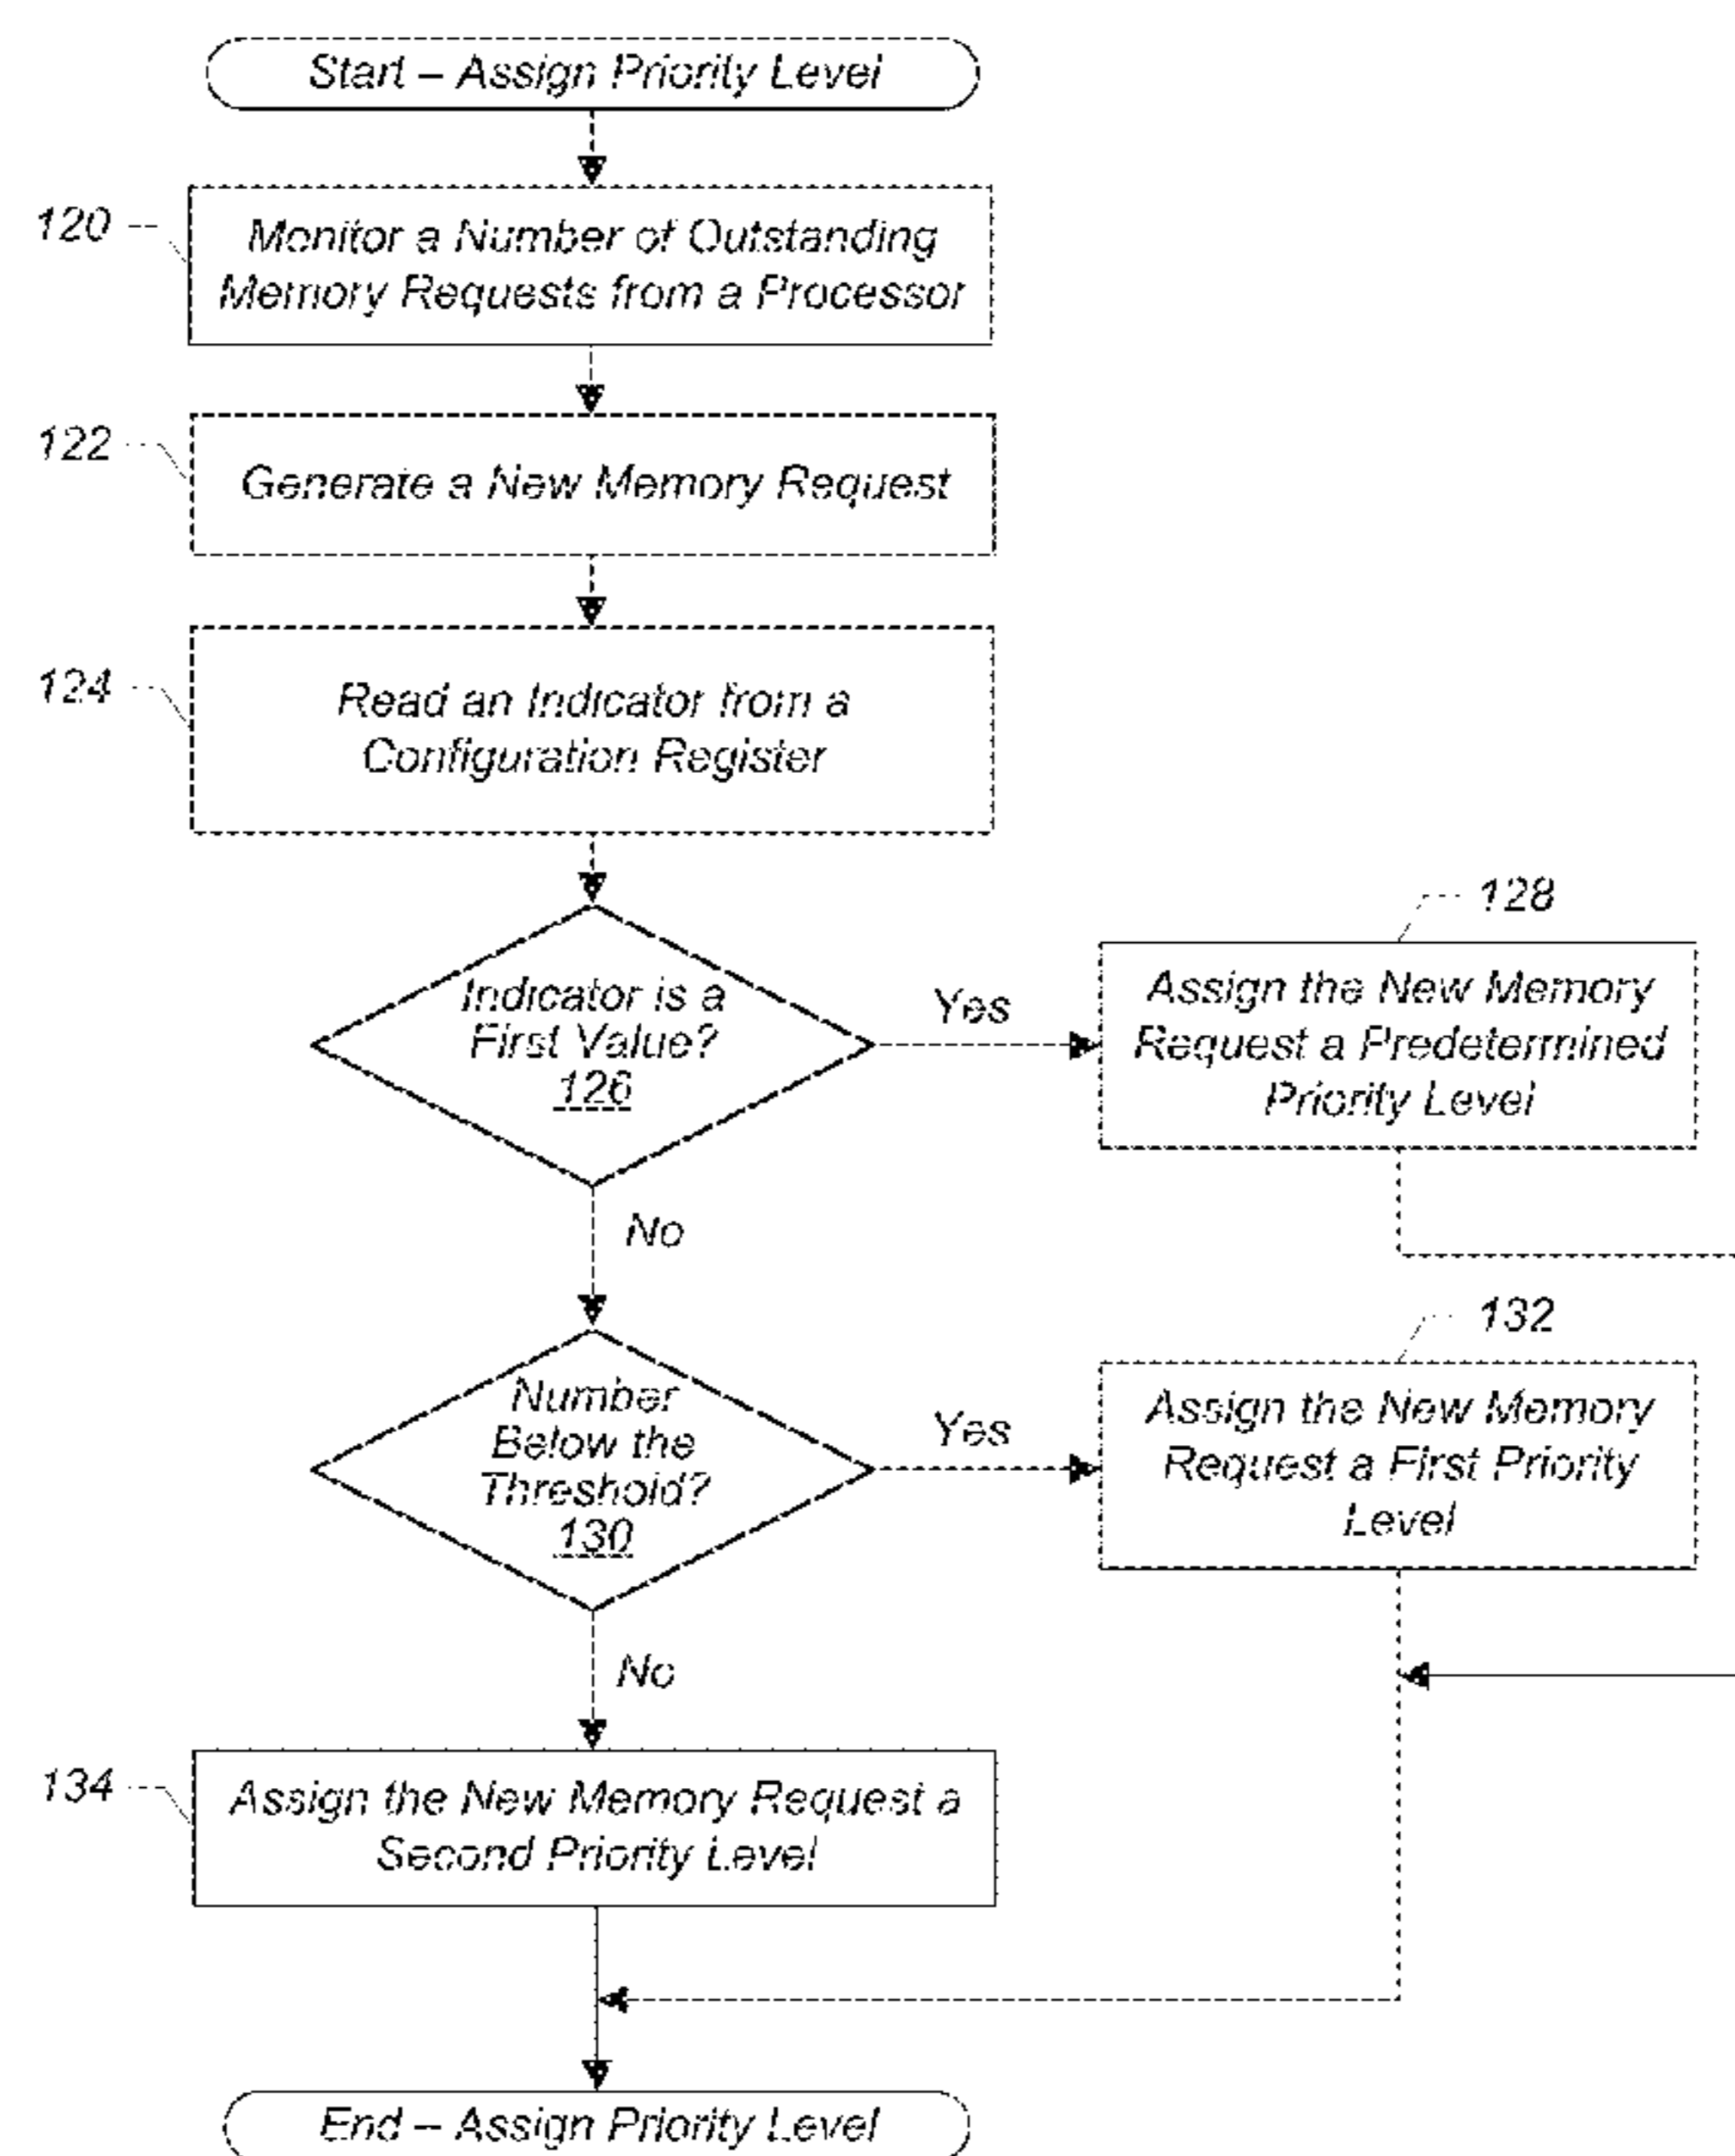 Start – Assign Priority Level
120
Monitor a Number of Outstanding
Memory Requests from a Processor
122
Generate a New Memory Request
124
Read an Indicator from a
Configuration Register
Indicator is a
First Value?
126
Yes
128
Assign the New Memory
Request a Predetermined
Priority Level
No
Number
Below the
Threshold?
130
Yes
132
Assign the New Memory
Request a First Priority
Level
No
134
Assign the New Memory Request a
Second Priority Level
End – Assign Priority Level